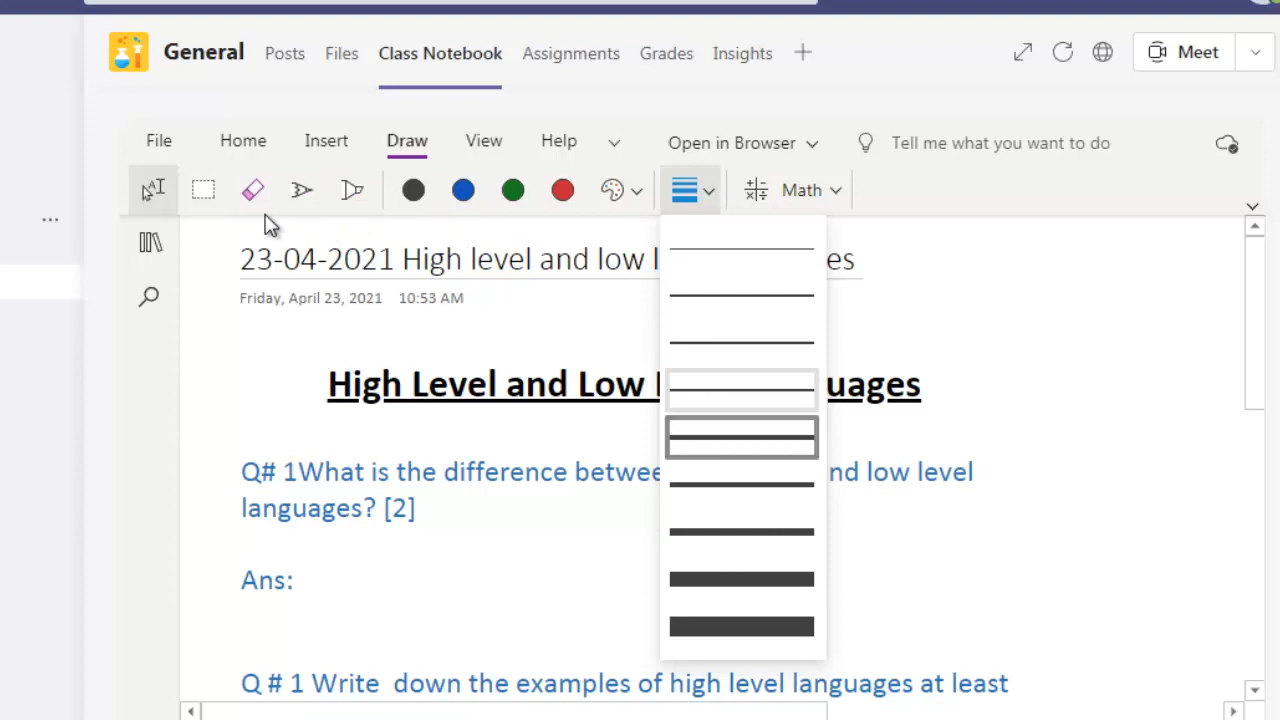 General Posts Files Class Notebook Assignments Grades Insights Meet
File Home Insert Draw View Help Open in Browser Tell me what you want to do
Math
23-04-2021 High level and low l es
Friday, April 23, 2021 10:53 AM
High Level and Low uages
Q# 1What is the difference betwee nd low level
languages? [2]
Ans:
Q # 1 Write down the examples of high level languages at least